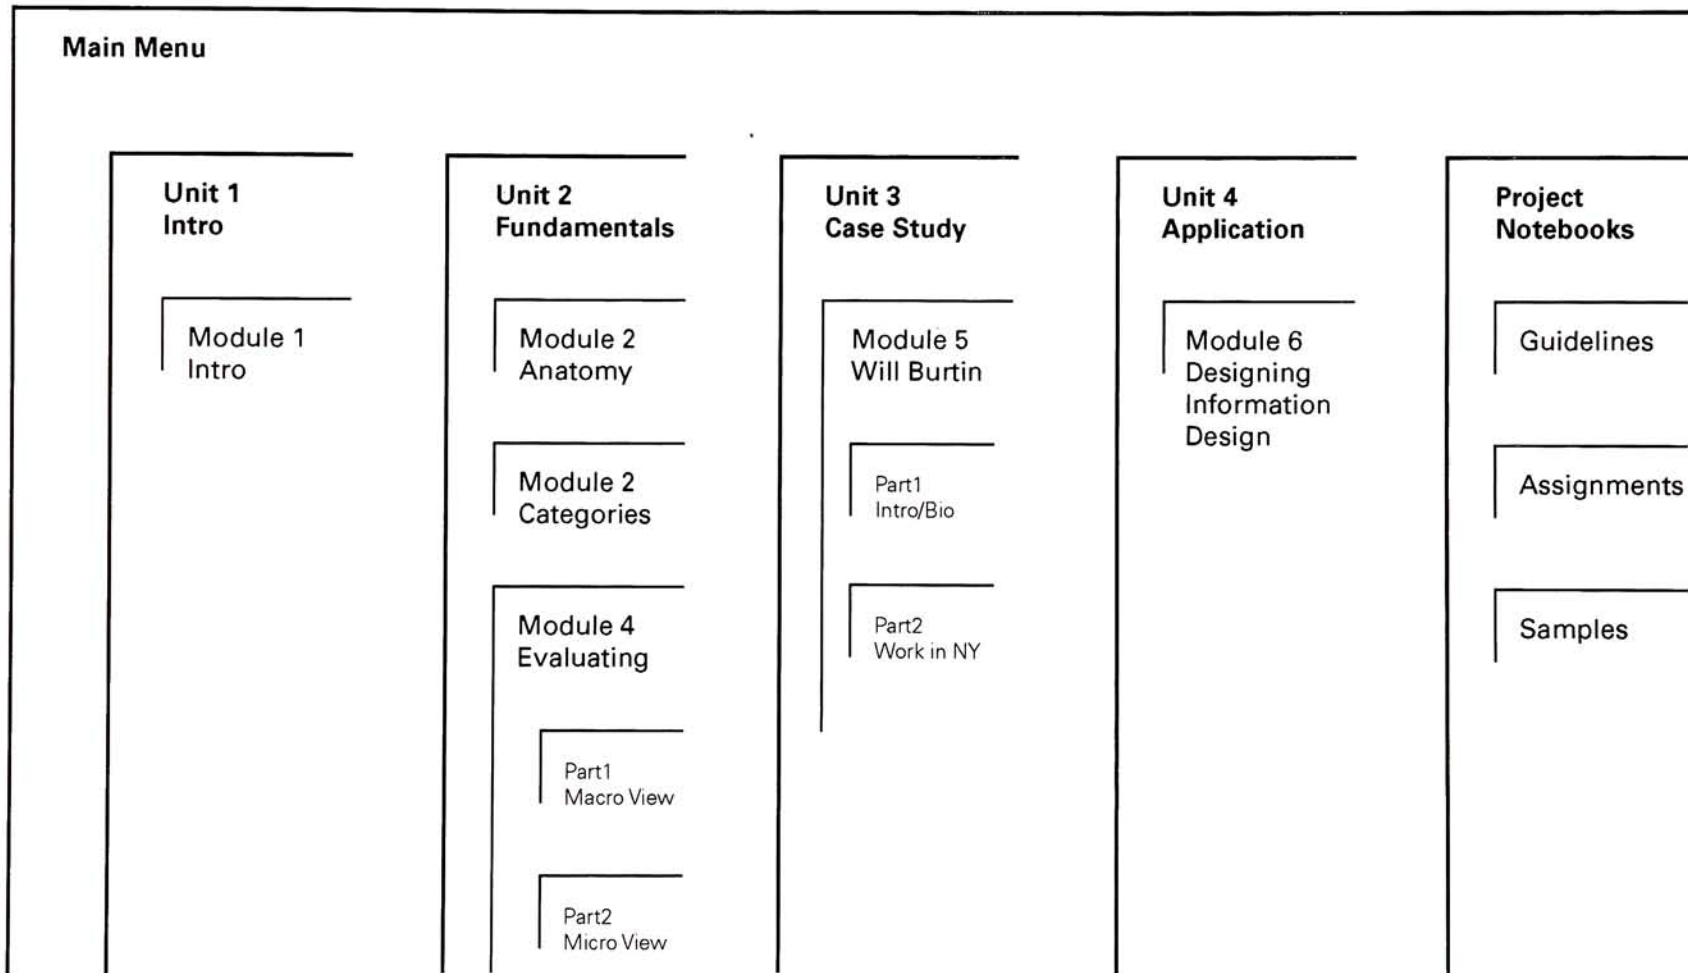 Main Menu
Unit 1
Intro
Module 1
Intro
Unit 2
Fundamentals
Module 2
Anatomy
Module 2
Categories
Module 4
Evaluating
Part1
Macro View
Part2
Micro View
Unit 3
Case Study
Module 5
Will Burtin
Part1
Intro/Bio
Part2
Work in NY
Unit 4
Application
Module 6
Designing
Information
Design
Project
Notebooks
Guidelines
Assignments
Samples